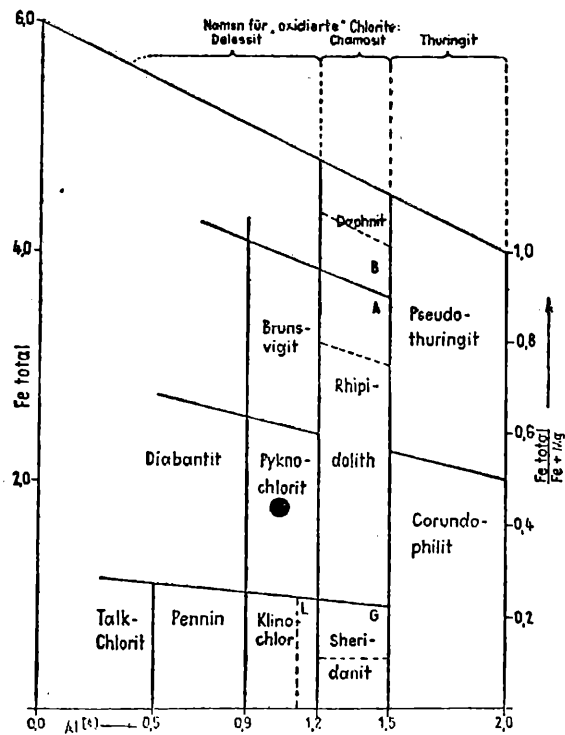 Namen für „oxidierte" Chlorite:
Delessit
Chamosit
Thuringit
6,0
4,0
2,0
Fe total
Daphnit
B
A
Bruns-
vigit
Pseudo-
thuringit
Rhipi-
dolith
Diabantit
Pykno-
chlorit
Corundo-
philit
Talk-
Chlorit
Pennin
Klino-
chlor
L
G
Sheri-
danit
1,0
0,8
0,6
0,4
0,2
Fe total
Fe + Mg
0,0
Al[4]
0,5
0,9
1,2
1,5
2,0